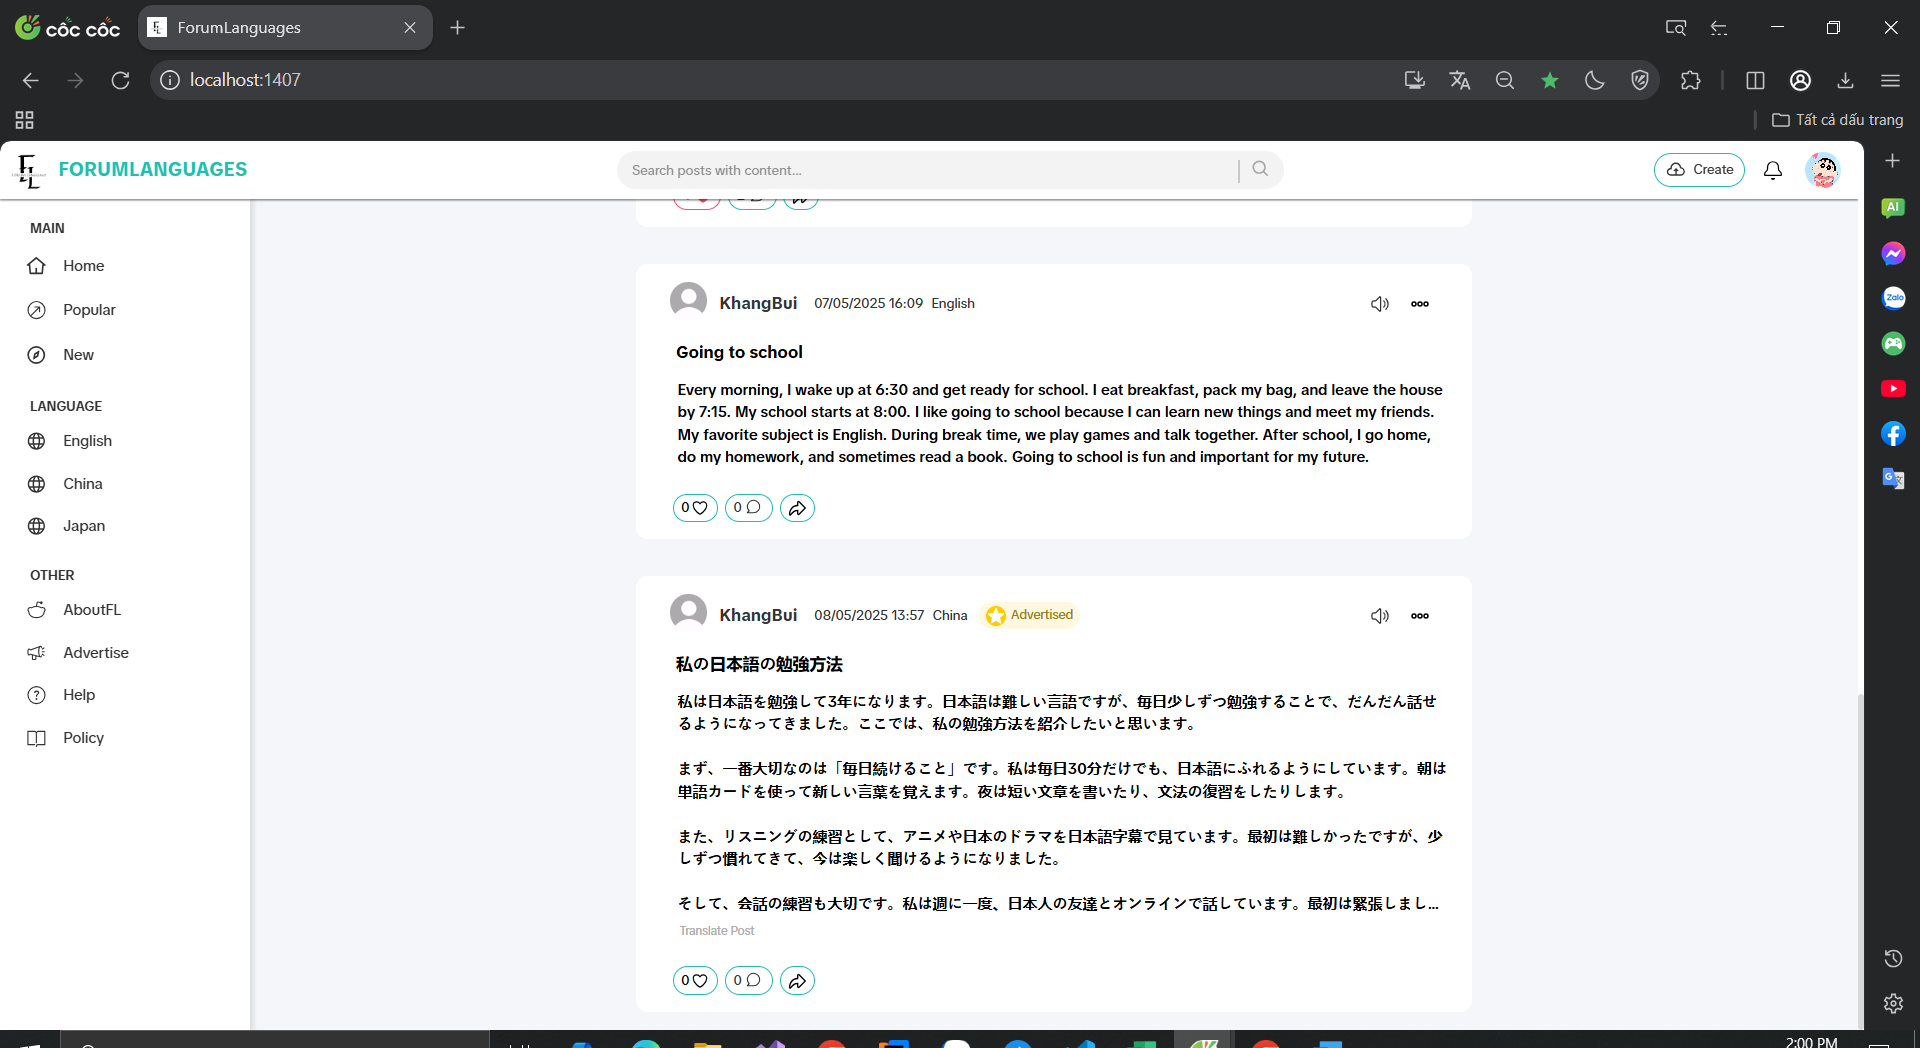 cốc cốc
ForumLanguages
localhost:1407
Tất cả dấu trang
FL
FORUMLANGUAGES
Search posts with content...
Create
AI
Zalo
MAIN
Home
Popular
New
LANGUAGE
English
China
Japan
OTHER
AboutFL
Advertise
Help
Policy
KhangBui 07/05/2025 16:09 English
Going to school
Every morning, I wake up at 6:30 and get ready for school. I eat breakfast, pack my bag, and leave the house
by 7:15. My school starts at 8:00. I like going to school because I can learn new things and meet my friends.
My favorite subject is English. During break time, we play games and talk together. After school, I go home,
do my homework, and sometimes read a book. Going to school is fun and important for my future.
0 0
KhangBui 08/05/2025 13:57 China Advertised
私の日本語の勉強方法
私は日本語を勉強して3年になります。日本語は難しい言語ですが、毎日少しずつ勉強することで、だんだん話せ
るようになってきました。ここでは、私の勉強方法を紹介したいと思います。
まず、一番大切なのは「毎日続けること」です。私は毎日30分だけでも、日本語にふれるようにしています。朝は
単語カードを使って新しい言葉を覚えます。夜は短い文章を書いたり、文法の復習をしたりします。
また、リスニングの練習として、アニメや日本のドラマを日本語字幕で見ています。最初は難しかったですが、少
しずつ慣れてきて、今は楽しく聞けるようになりました。
そして、会話の練習も大切です。私は週に一度、日本人の友達とオンラインで話しています。最初は緊張しまし...
Translate Post
0 0
2:00 PM